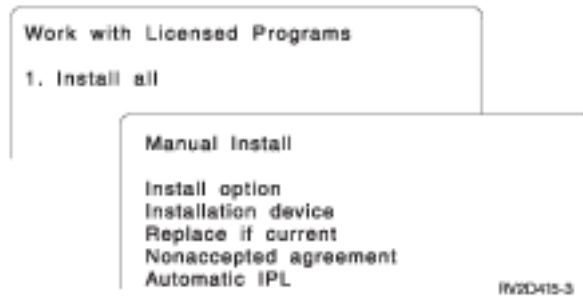 Work with Licensed Programs
1. Install all
Manual Install
Install option
Installation device
Replace if current
Nonaccepted agreement
Automatic IPL
RV2D415-3